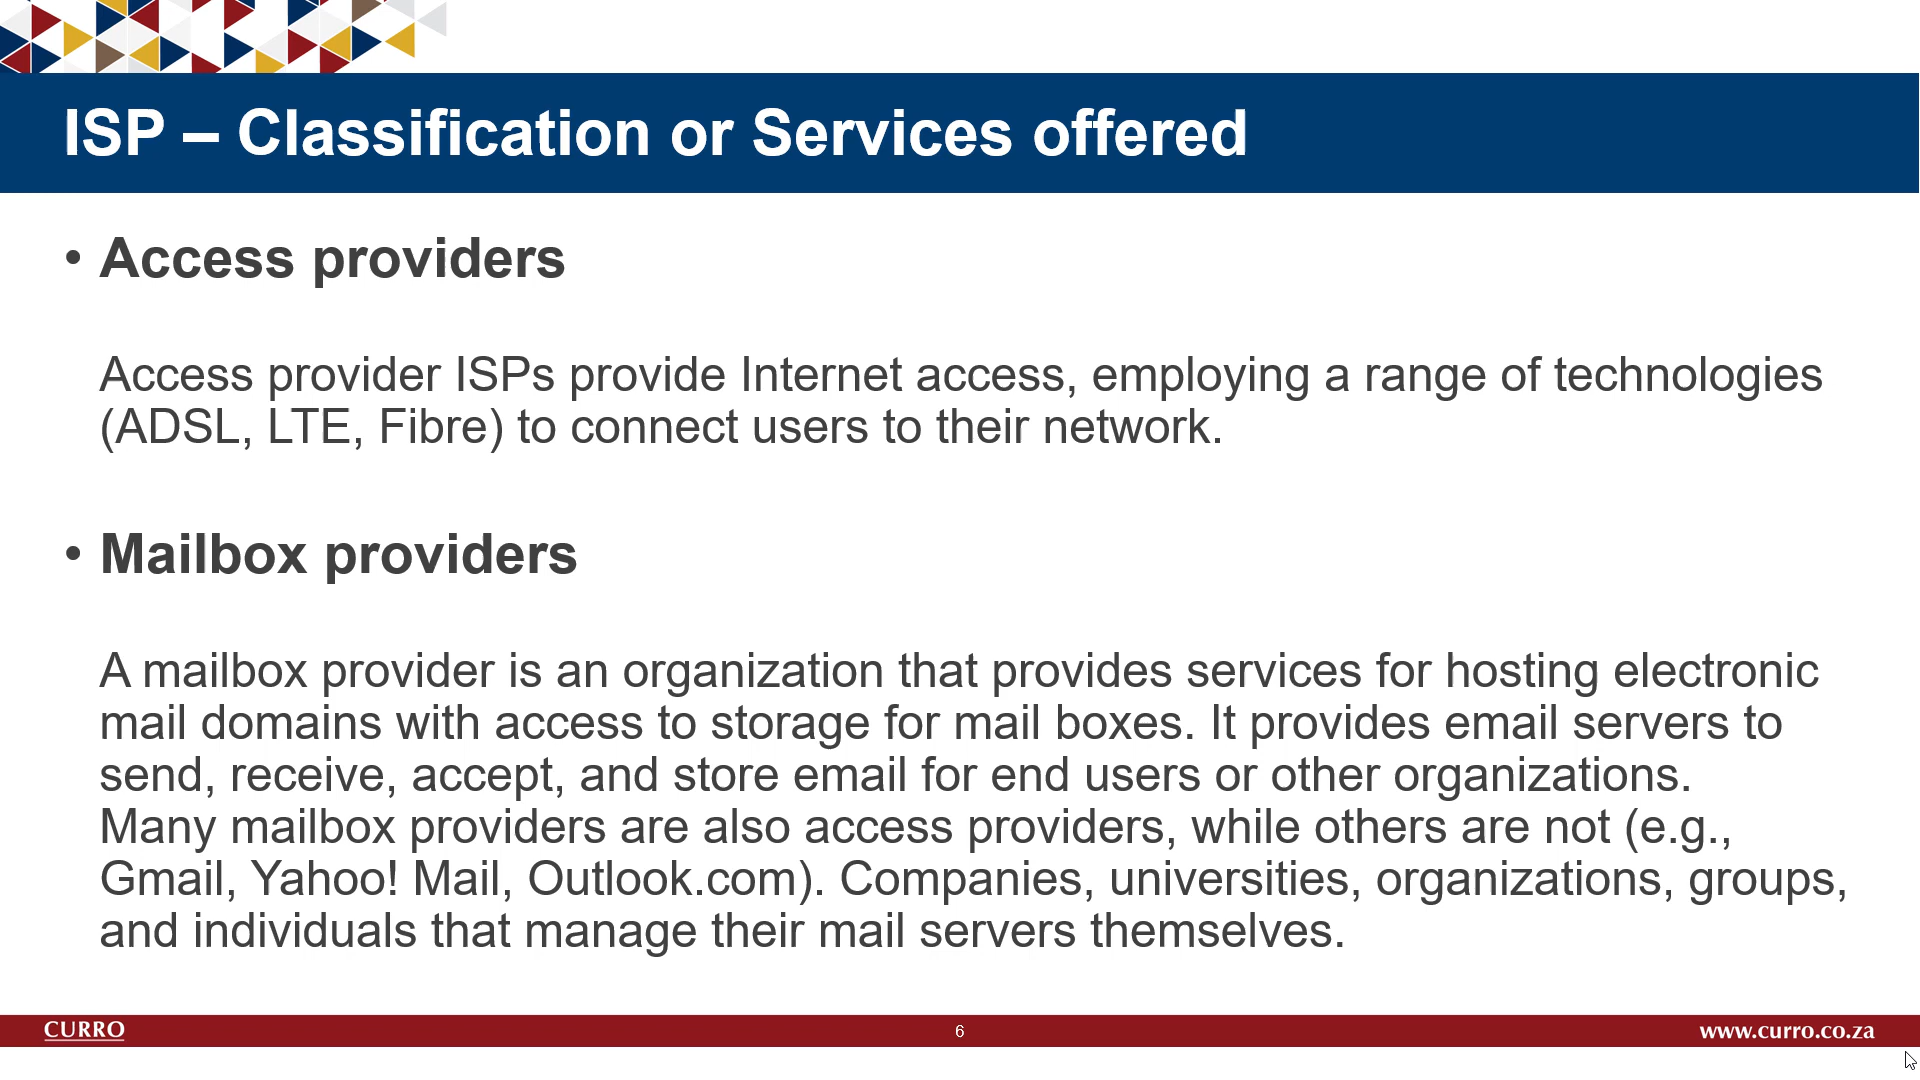 ISP – Classification or Services offered
• Access providers
Access provider ISPs provide Internet access, employing a range of technologies
(ADSL, LTE, Fibre) to connect users to their network.
• Mailbox providers
A mailbox provider is an organization that provides services for hosting electronic
mail domains with access to storage for mail boxes. It provides email servers to
send, receive, accept, and store email for end users or other organizations.
Many mailbox providers are also access providers, while others are not (e.g.,
Gmail, Yahoo! Mail, Outlook.com). Companies, universities, organizations, groups,
and individuals that manage their mail servers themselves.
CURRO
6
www.curro.co.za